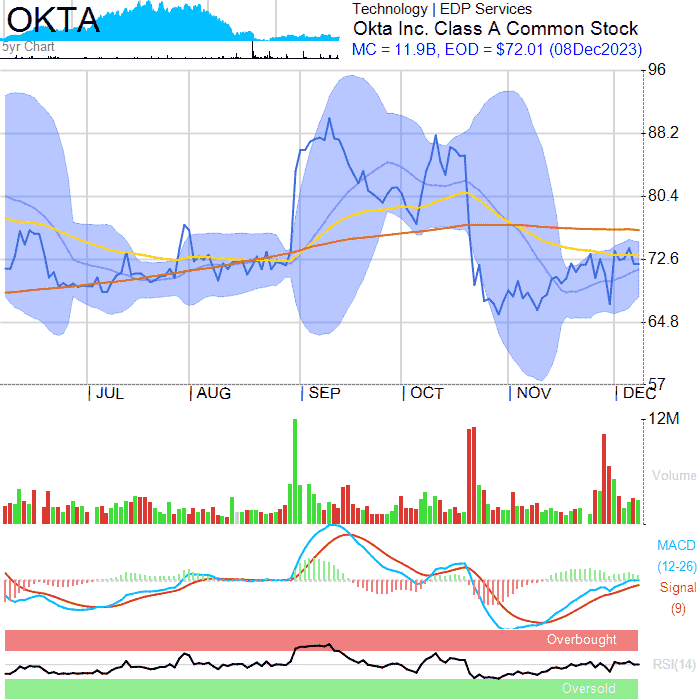 OKTA
5yr Chart
Technology | EDP Services
Okta Inc. Class A Common Stock
MC = 11.9B, EOD = $72.01 (08Dec2023)
96
88.2
80.4
72.6
64.8
57
JUL AUG SEP OCT NOV DEC
12M
Volume
MACD
(12-26)
Signal
(9)
Overbought
RSI(14)
Oversold